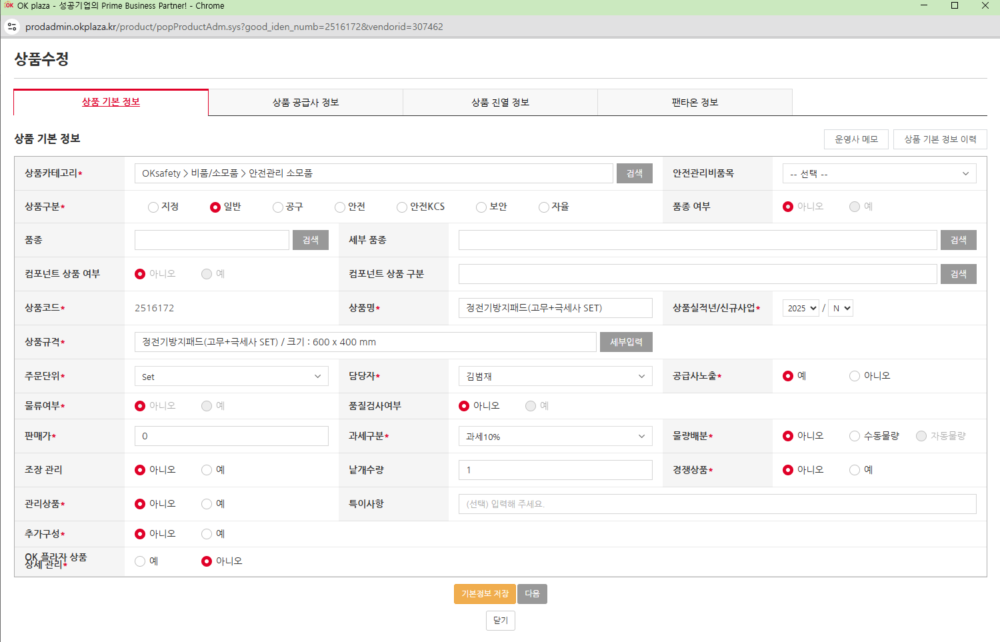 OK plaza - 성공기업의 Prime Business Partner! - Chrome
prodadmin.okplaza.kr/product/popProductAdm.sys?good_iden_numb=2516172&vendorid=307462
상품수정
상품 기본 정보 상품 공급사 정보 상품 진열 정보 팬타온 정보
상품 기본 정보 운영사 메모 상품 기본 정보 이력
상품카테고리* OKsafety > 비품/소모품 > 안전관리 소모품 검색 안전관리비품목 -- 선택 --
상품구분* 지정 일반 공구 안전 안전KCS 보안 자율 품종 여부 아니오 예
품종 검색 세부 품종 검색
컴포넌트 상품 여부 아니오 예 컴포넌트 상품 구분 검색
상품코드* 2516172 상품명* 정전기방지패드(고무+극세사 SET) 상품실적년/신규사업* 2025 / N
상품규격* 정전기방지패드(고무+극세사 SET) / 크기 : 600 x 400 mm 세부입력
주문단위* Set 담당자* 김범재 공급사노출* 예 아니오
물류여부* 아니오 예 품질검사여부 아니오 예
판매가* 0 과세구분* 과세10% 물량배분* 아니오 수동물량 자동물량
조장 관리 아니오 예 낱개수량 1 경쟁상품* 아니오 예
관리상품* 아니오 예 특이사항 (선택) 입력해 주세요.
추가구성* 아니오 예
OK 플라자 상품
상세 관리* 예 아니오
기본정보 저장 다음
닫기